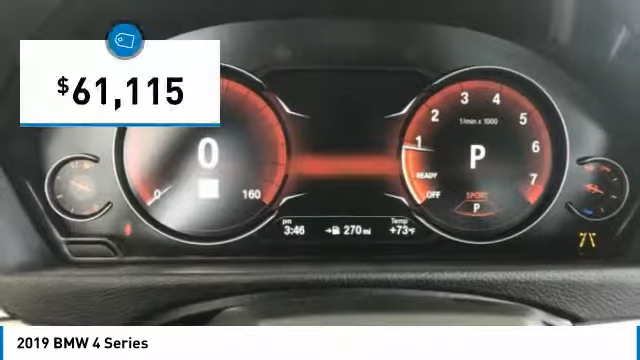 $61,115
0
0
160
1
2
3
4
5
6
7
1/min x 1000
P
READY
OFF
SPORT
P
pm
3:46
270 mi
Temp
+73°F
2019 BMW 4 Series